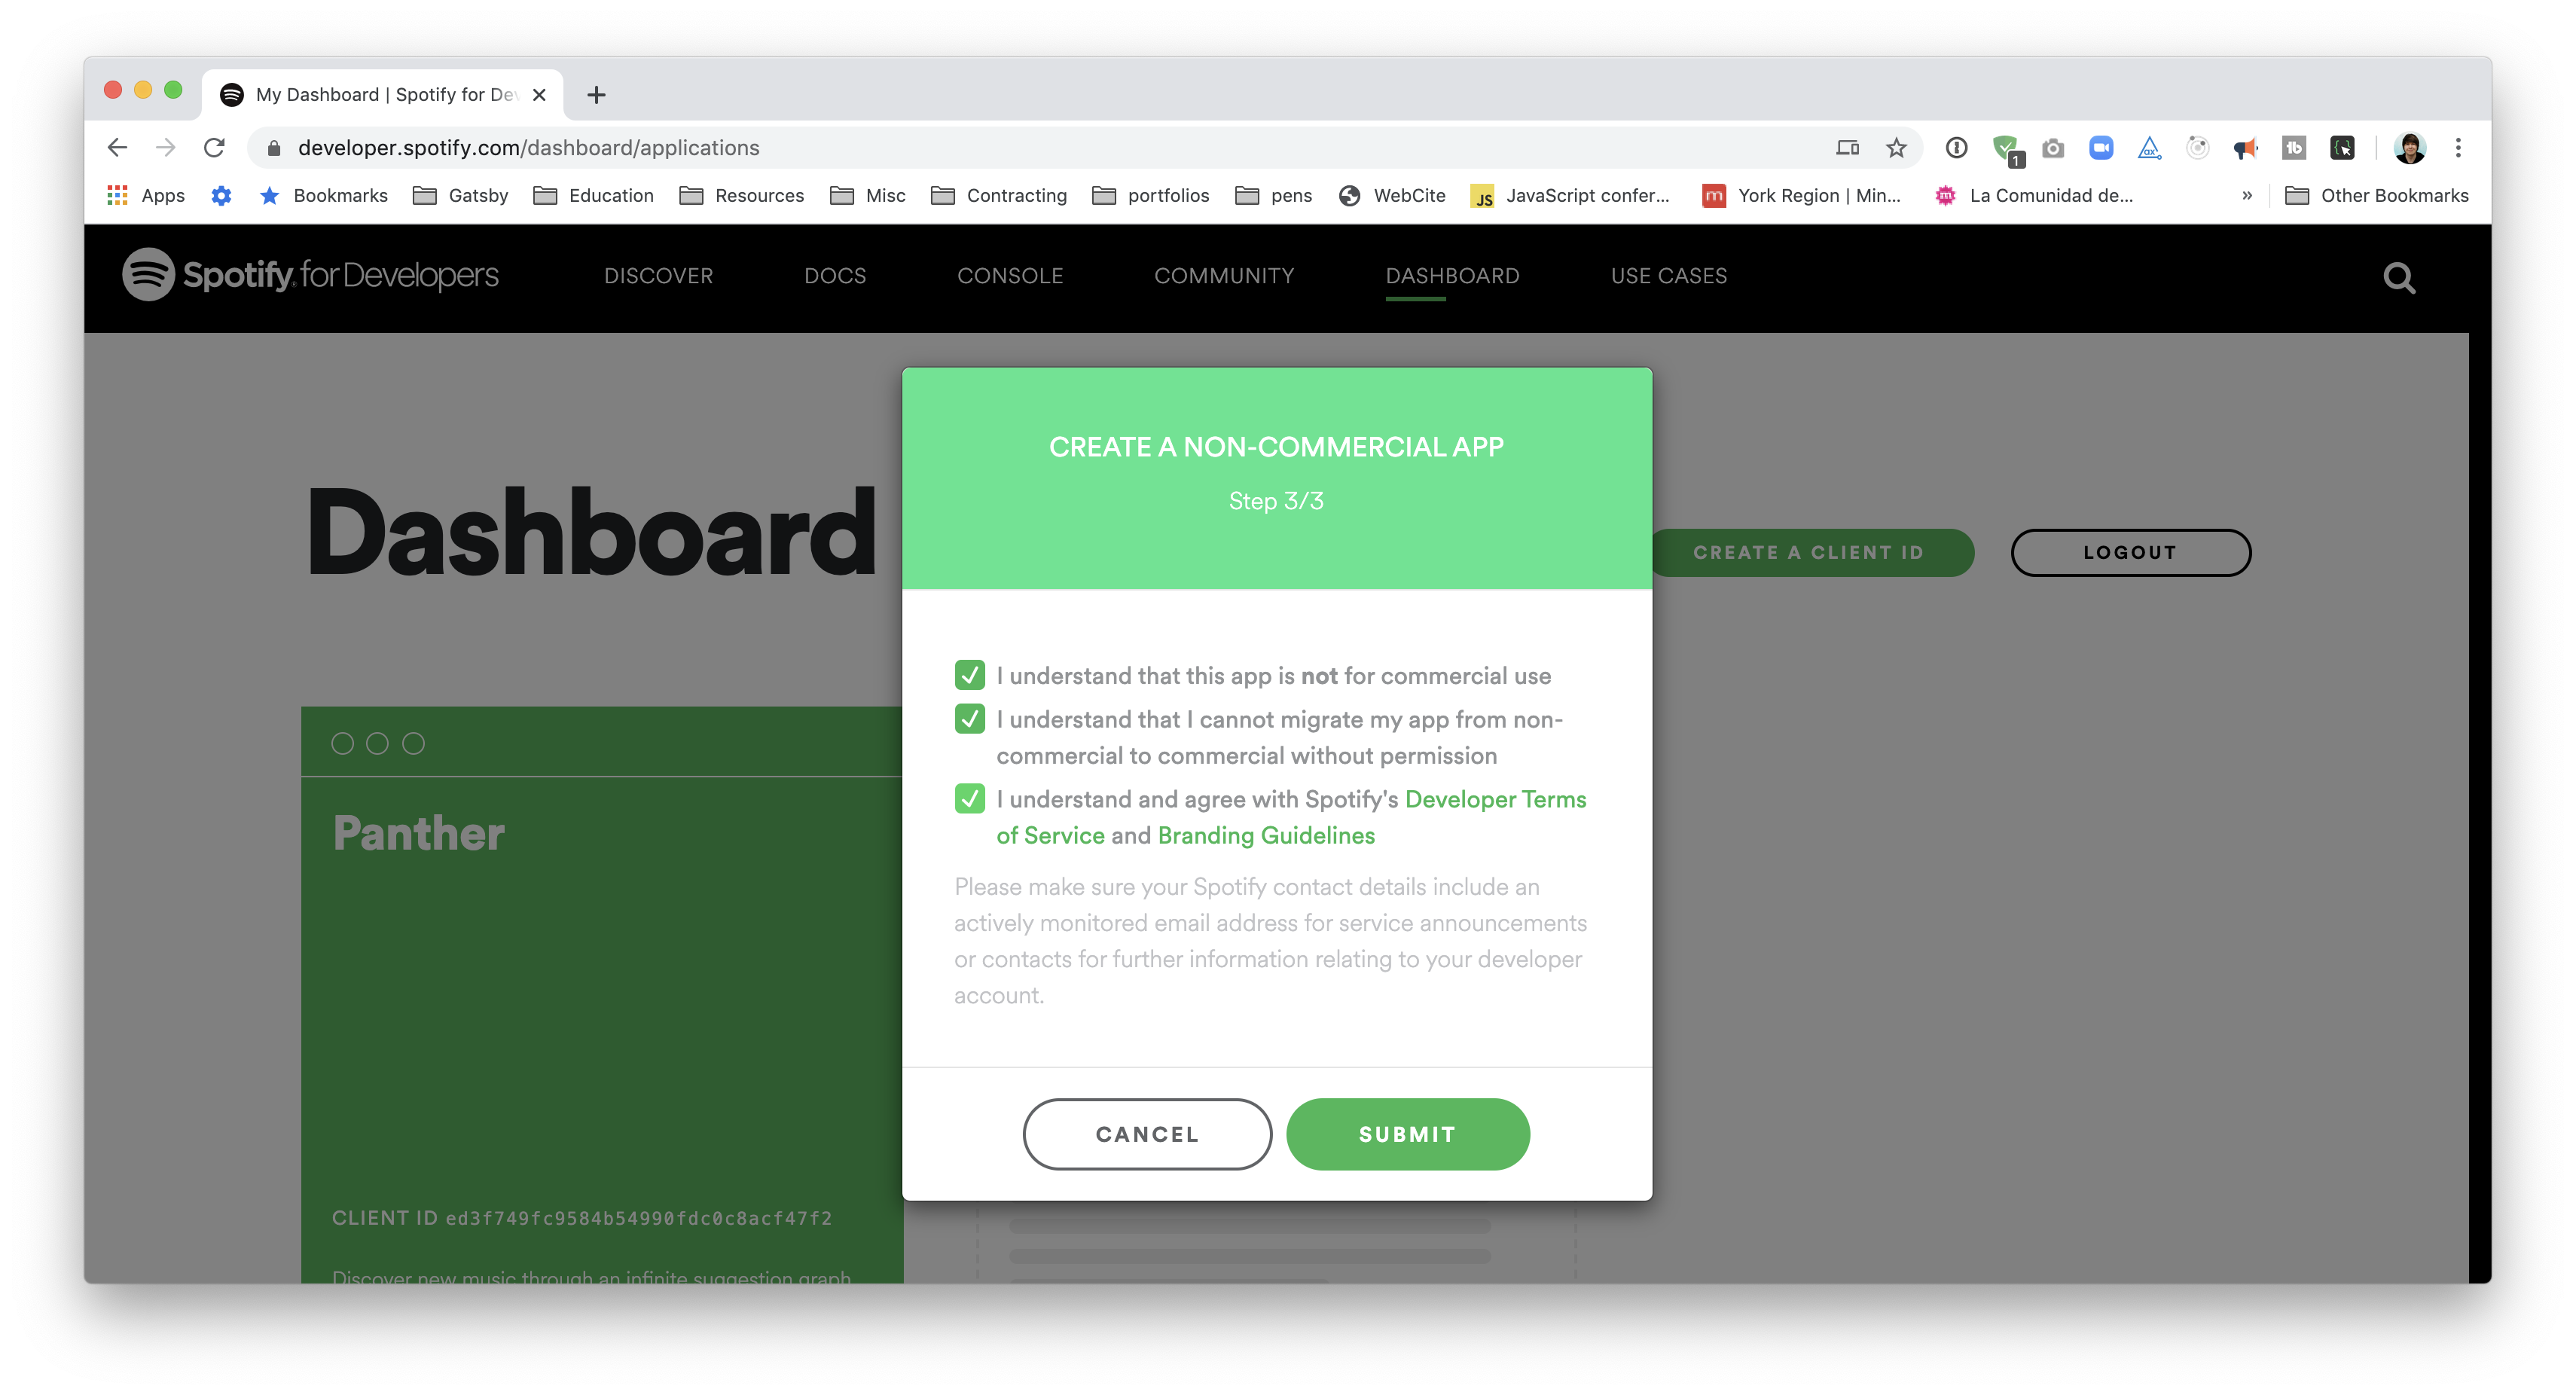 My Dashboard | Spotify for De
developer.spotify.com/dashboard/applications
1
Apps
Bookmarks
Gatsby
Education
Resources
Misc
Contracting
portfolios
pens
WebCite
JS
JavaScript confer...
m
York Region | Min...
m
La Comunidad de...
»
Other Bookmarks
Spotify for Developers
DISCOVER
DOCS
CONSOLE
COMMUNITY
DASHBOARD
USE CASES
Dashboard
CREATE A CLIENT ID
LOGOUT
Panther
CLIENT ID ed3f749fc9584b54990fdc0c8acf47f2
Discover new music through an infinite suggestion graph
CREATE A NON-COMMERCIAL APP
Step 3/3
I understand that this app is not for commercial use
I understand that I cannot migrate my app from non-
commercial to commercial without permission
I understand and agree with Spotify's Developer Terms
of Service and Branding Guidelines
Please make sure your Spotify contact details include an
actively monitored email address for service announcements
or contacts for further information relating to your developer
account.
CANCEL
SUBMIT